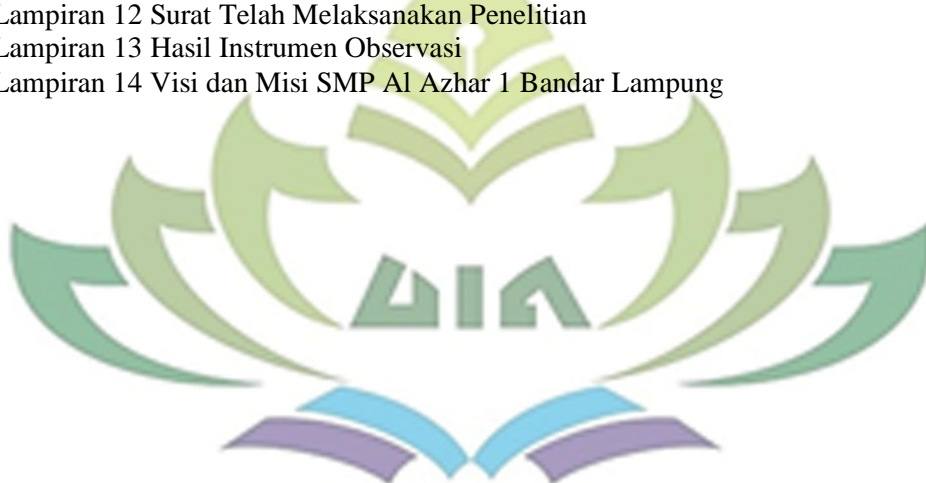 Lampiran 12 Surat Telah Melaksanakan Penelitian
Lampiran 13 Hasil Instrumen Observasi
Lampiran 14 Visi dan Misi SMP Al Azhar 1 Bandar Lampung
UIN